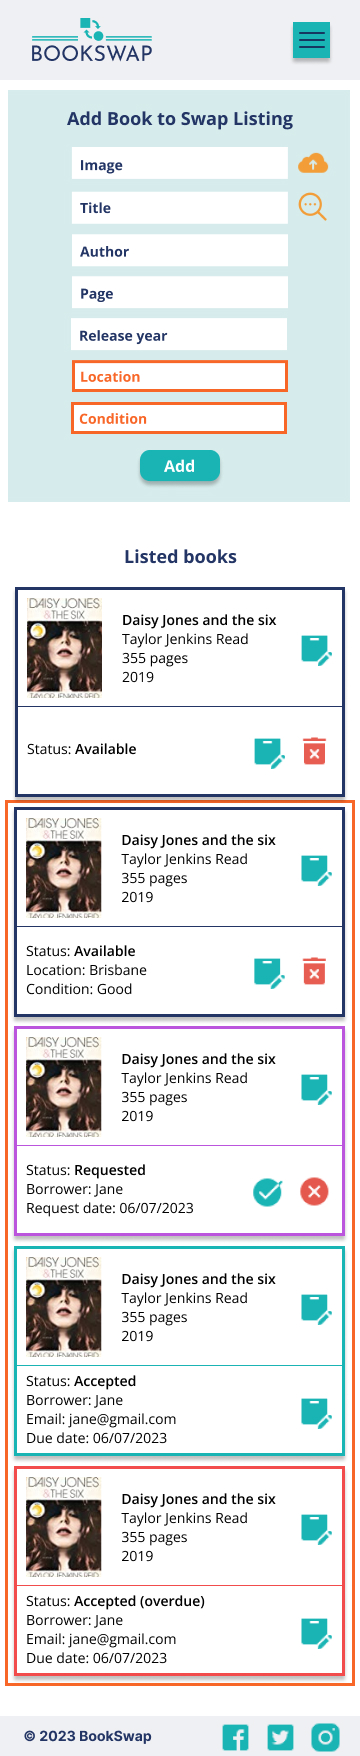 BOOKSWAP
Add Book to Swap Listing
Image
Title
Author
Page
Release year
Location
Condition
Add
Listed books
DAISY JONES
& THE SIX
TAYLOR JENKINS REID
Daisy Jones and the six
Taylor Jenkins Read
355 pages
2019
Status: Available
DAISY JONES
& THE SIX
TAYLOR JENKINS REID
Daisy Jones and the six
Taylor Jenkins Read
355 pages
2019
Status: Available
Location: Brisbane
Condition: Good
DAISY JONES
& THE SIX
TAYLOR JENKINS REID
Daisy Jones and the six
Taylor Jenkins Read
355 pages
2019
Status: Requested
Borrower: Jane
Request date: 06/07/2023
DAISY JONES
& THE SIX
TAYLOR JENKINS REID
Daisy Jones and the six
Taylor Jenkins Read
355 pages
2019
Status: Accepted
Borrower: Jane
Email: jane@gmail.com
Due date: 06/07/2023
DAISY JONES
& THE SIX
TAYLOR JENKINS REID
Daisy Jones and the six
Taylor Jenkins Read
355 pages
2019
Status: Accepted (overdue)
Borrower: Jane
Email: jane@gmail.com
Due date: 06/07/2023
© 2023 BookSwap